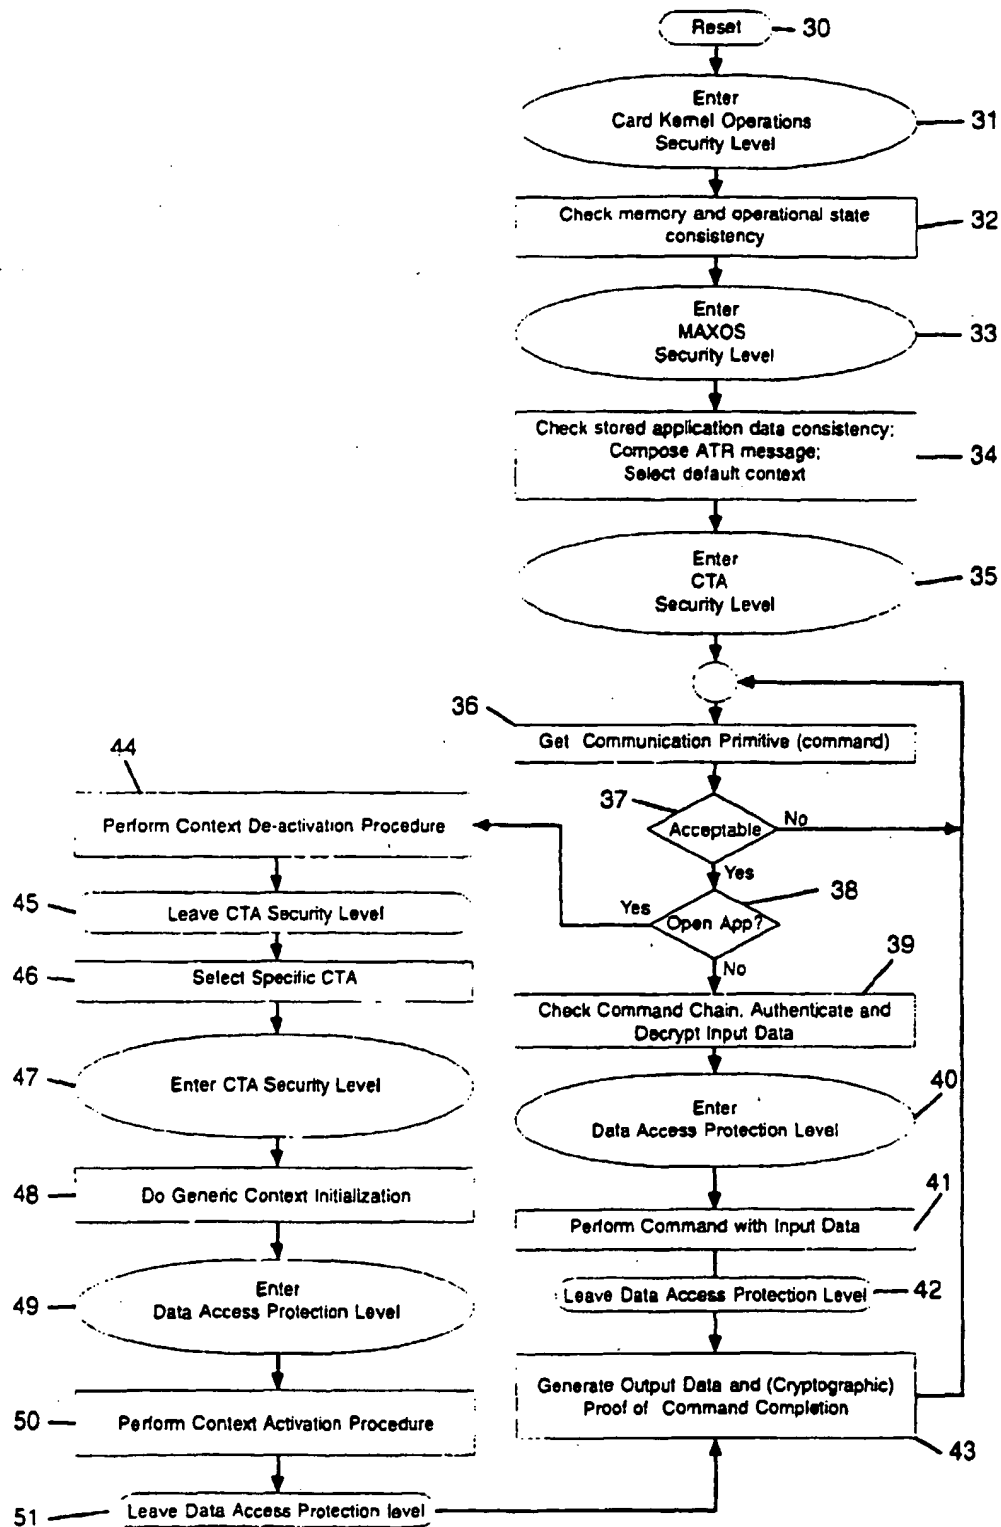 Reset
30
Enter
Card Kernel Operations
Security Level
31
Check memory and operational state
consistency
32
Enter
MAXOS
Security Level
33
Check stored application data consistency;
Compose ATR message;
Select default context
34
Enter
CTA
Security Level
35
36
Get Communication Primitive (command)
37
Acceptable
No
Yes
38
Open App?
Yes
No
39
Check Command Chain, Authenticate and
Decrypt Input Data
40
Enter
Data Access Protection Level
41
Perform Command with Input Data
Leave Data Access Protection Level
42
Generate Output Data and (Cryptographic)
Proof of Command Completion
43
44
Perform Context De-activation Procedure
45
Leave CTA Security Level
46
Select Specific CTA
47
Enter CTA Security Level
48
Do Generic Context Initialization
49
Enter
Data Access Protection Level
50
Perform Context Activation Procedure
51
Leave Data Access Protection level